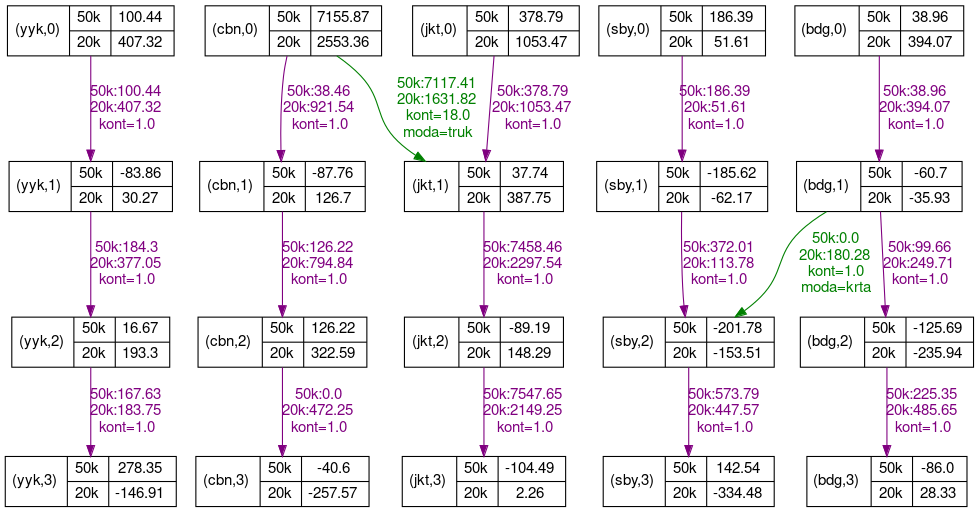 (yyk,0) 50k 100.44
20k 407.32
(cbn,0) 50k 7155.87
20k 2553.36
(jkt,0) 50k 378.79
20k 1053.47
(sby,0) 50k 186.39
20k 51.61
(bdg,0) 50k 38.96
20k 394.07
50k:100.44
20k:407.32
kont=1.0
50k:38.46
20k:921.54
kont=1.0
50k:7117.41
20k:1631.82
kont=18.0
moda=truk
50k:378.79
20k:1053.47
kont=1.0
50k:186.39
20k:51.61
kont=1.0
50k:38.96
20k:394.07
kont=1.0
(yyk,1) 50k -83.86
20k 30.27
(cbn,1) 50k -87.76
20k 126.7
(jkt,1) 50k 37.74
20k 387.75
(sby,1) 50k -185.62
20k -62.17
(bdg,1) 50k -60.7
20k -35.93
50k:184.3
20k:377.05
kont=1.0
50k:126.22
20k:794.84
kont=1.0
50k:7458.46
20k:2297.54
kont=1.0
50k:372.01
20k:113.78
kont=1.0
50k:0.0
20k:180.28
kont=1.0
moda=krta
50k:99.66
20k:249.71
kont=1.0
(yyk,2) 50k 16.67
20k 193.3
(cbn,2) 50k 126.22
20k 322.59
(jkt,2) 50k -89.19
20k 148.29
(sby,2) 50k -201.78
20k -153.51
(bdg,2) 50k -125.69
20k -235.94
50k:167.63
20k:183.75
kont=1.0
50k:0.0
20k:472.25
kont=1.0
50k:7547.65
20k:2149.25
kont=1.0
50k:573.79
20k:447.57
kont=1.0
50k:225.35
20k:485.65
kont=1.0
(yyk,3) 50k 278.35
20k -146.91
(cbn,3) 50k -40.6
20k -257.57
(jkt,3) 50k -104.49
20k 2.26
(sby,3) 50k 142.54
20k -334.48
(bdg,3) 50k -86.0
20k 28.33